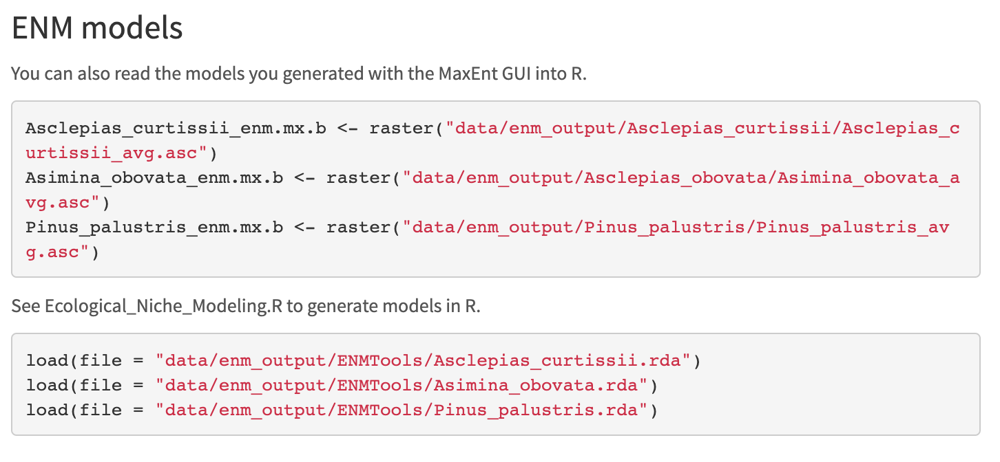 ENM models
You can also read the models you generated with the MaxEnt GUI into R.
Asclepias_curtissii_enm.mx.b <- raster("data/enm_output/Asclepias_curtissii/Asclepias_c
urtissii_avg.asc")
Asimina_obovata_enm.mx.b <- raster("data/enm_output/Asclepias_obovata/Asimina_obovata_a
vg.asc")
Pinus_palustris_enm.mx.b <- raster("data/enm_output/Pinus_palustris/Pinus_palustris_av
g.asc")
See Ecological_Niche_Modeling.R to generate models in R.
load(file = "data/enm_output/ENMTools/Asclepias_curtissii.rda")
load(file = "data/enm_output/ENMTools/Asimina_obovata.rda")
load(file = "data/enm_output/ENMTools/Pinus_palustris.rda")